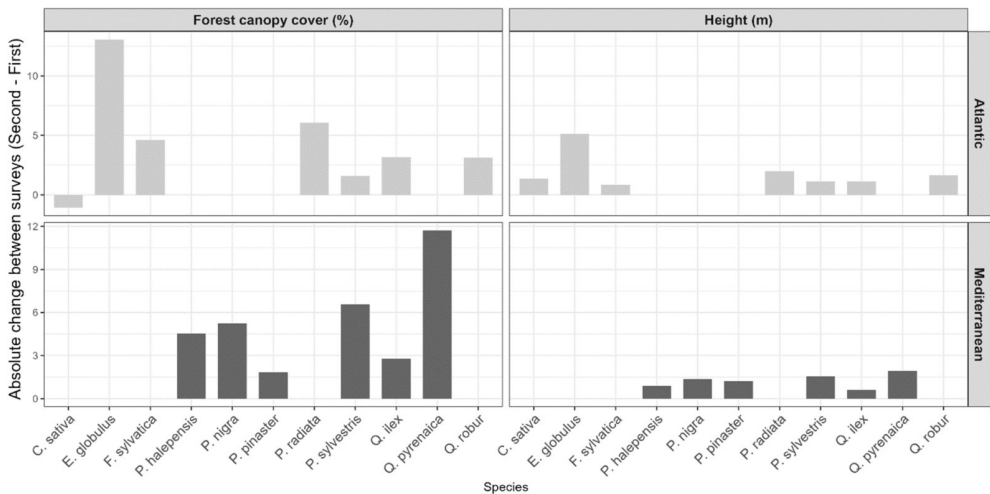 Forest canopy cover (%)
Height (m)
Absolute change between surveys (Second - First)
10
5
0
Atlantic
12
9
6
3
0
Mediterranean
C. sativa
E. globulus
F. sylvatica
P. halepensis
P. nigra
P. pinaster
P. radiata
P. sylvestris
Q. ilex
Q. pyrenaica
Q. robur
C. sativa
E. globulus
F. sylvatica
P. halepensis
P. nigra
P. pinaster
P. radiata
P. sylvestris
Q. ilex
Q. pyrenaica
Q. robur
Species